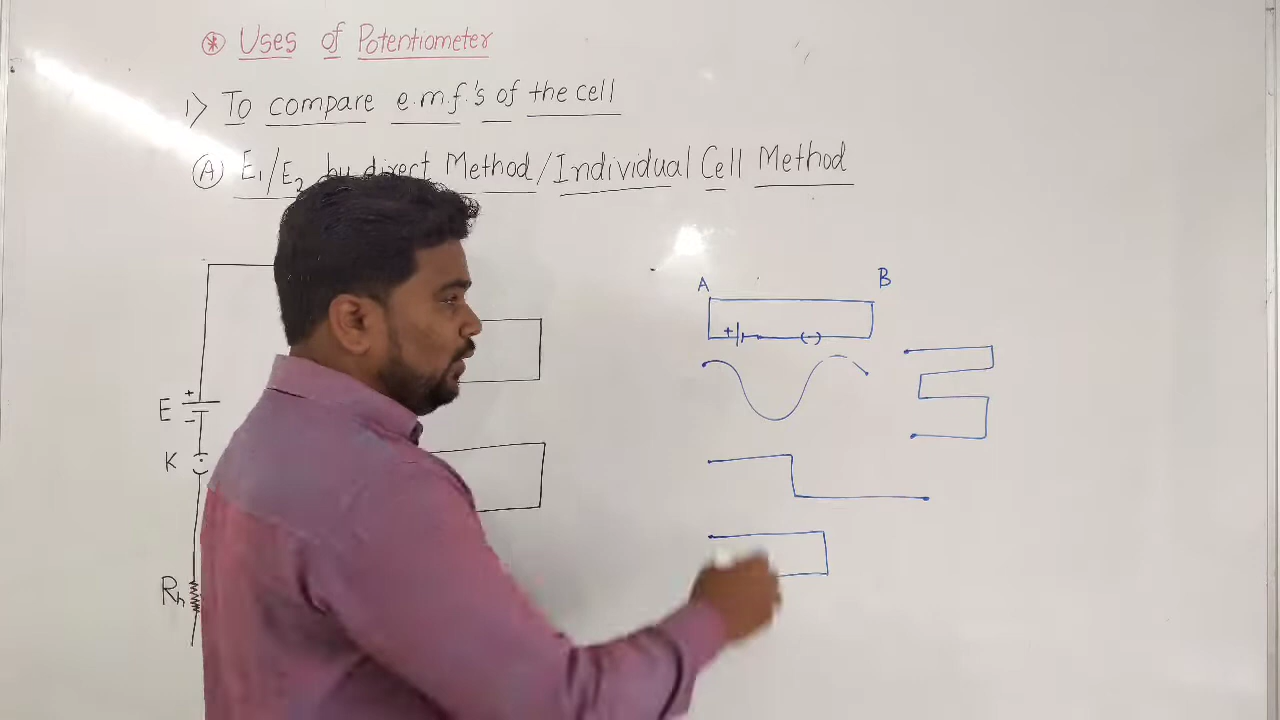 ⊛ Uses of Potentiometer
1> To compare e.m.f.'s of the cell
Ⓐ E₁/E₂ by direct Method/Individual Cell Method
A B
+ (-)
+
E
-
K
Rh